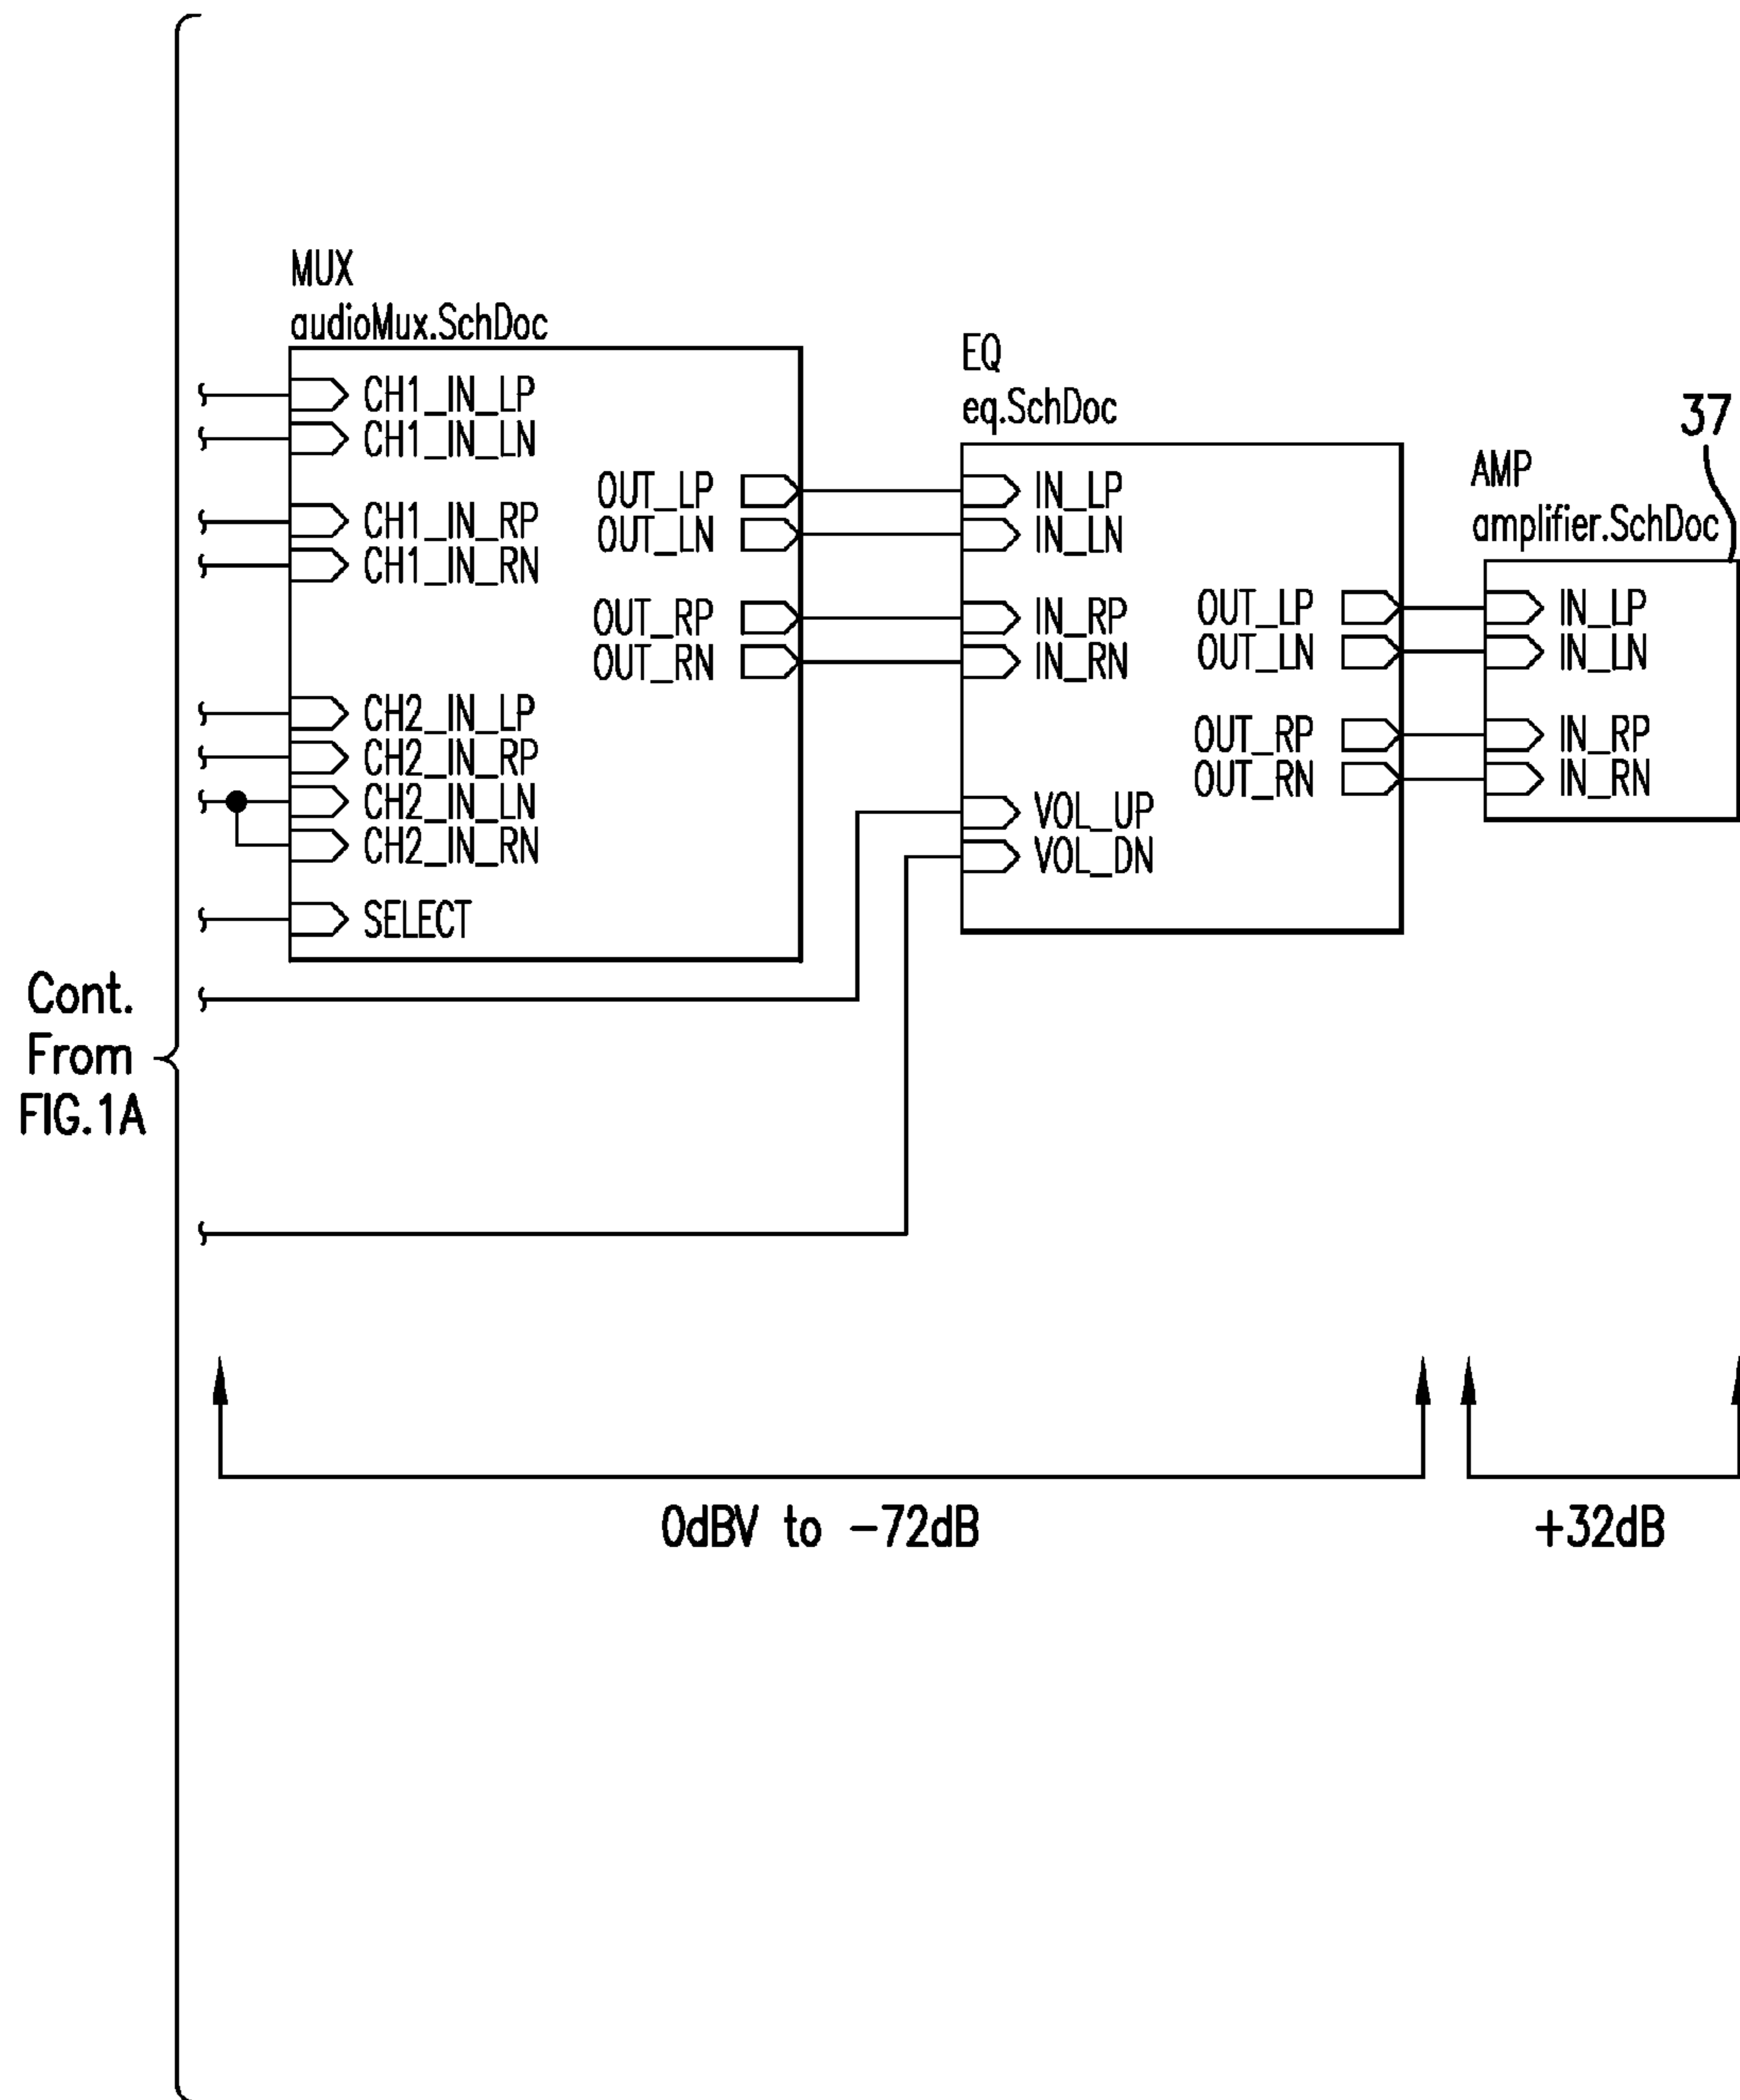 MUX
audioMux.SchDoc
CH1_IN_LP
CH1_IN_LN
CH1_IN_RP
CH1_IN_RN
CH2_IN_LP
CH2_IN_RP
CH2_IN_LN
CH2_IN_RN
SELECT
OUT_LP
OUT_LN
OUT_RP
OUT_RN
EQ
eq.SchDoc
IN_LP
IN_LN
IN_RP
IN_RN
VOL_UP
VOL_DN
OUT_LP
OUT_LN
OUT_RP
OUT_RN
37
AMP
amplifier.SchDoc
IN_LP
IN_LN
IN_RP
IN_RN
Cont.
From
FIG.1A
0dBV to -72dB
+32dB